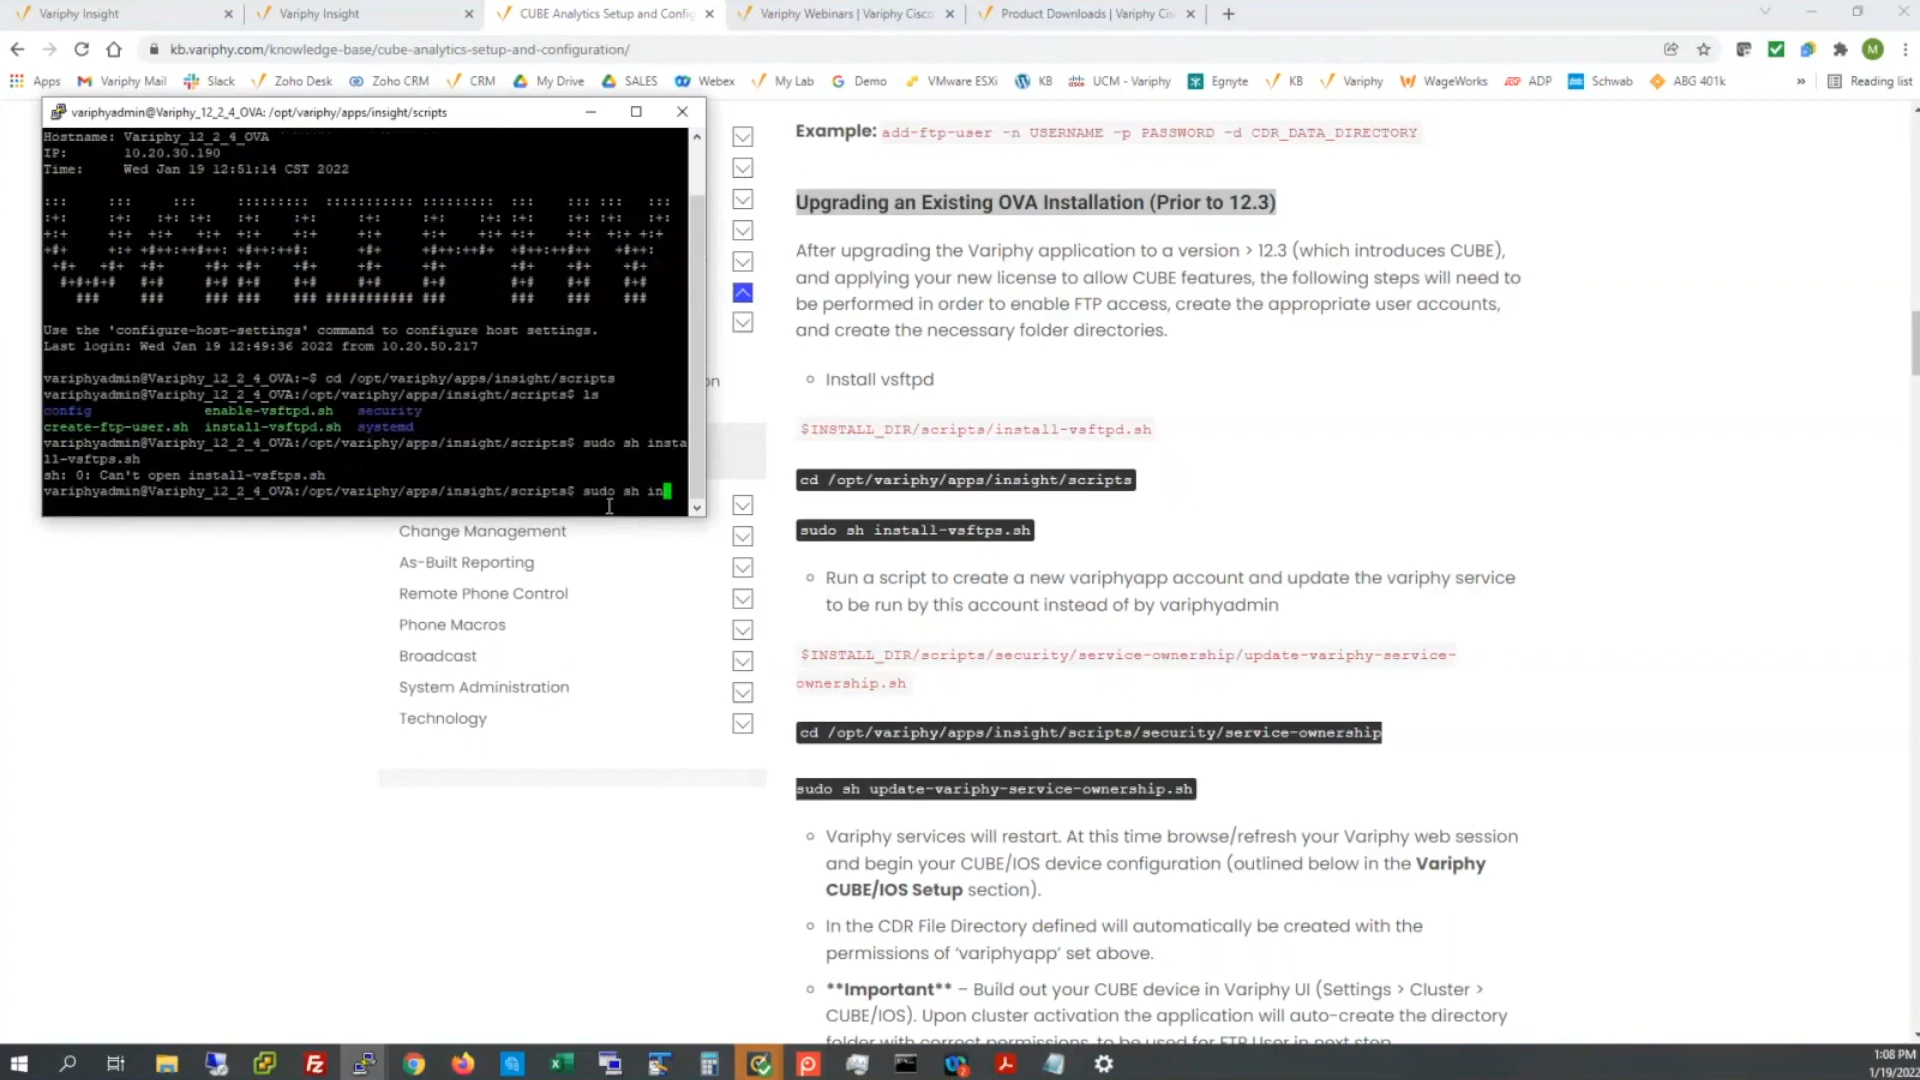 Variphy Insight
Variphy Insight
CUBE Analytics Setup and Config
Variphy Webinars | Variphy Cisco
Product Downloads | Variphy Cis
kb.variphy.com/knowledge-base/cube-analytics-setup-and-configuration/
M
Apps Variphy Mail Slack Zoho Desk Zoho CRM CRM My Drive SALES Webex My Lab Demo VMware ESXi KB UCM - Variphy Egnyte KB Variphy WageWorks ADP Schwab ABG 401k » Reading list
variphyadmin@Variphy_12_2_4_OVA: /opt/variphy/apps/insight/scripts
Hostname: Variphy_12_2_4_OVA
IP: 10.20.30.190
Time: Wed Jan 19 12:51:14 CST 2022
VARIPHY
Use the 'configure-host-settings' command to configure host settings.
Last login: Wed Jan 19 12:49:36 2022 from 10.20.50.217
variphyadmin@Variphy_12_2_4_OVA:~$ cd /opt/variphy/apps/insight/scripts
variphyadmin@Variphy_12_2_4_OVA:/opt/variphy/apps/insight/scripts$ ls
config enable-vsftpd.sh security
create-ftp-user.sh install-vsftpd.sh systemd
variphyadmin@Variphy_12_2_4_OVA:/opt/variphy/apps/insight/scripts$ sudo sh insta
ll-vsftps.sh
sh: 0: Can't open install-vsftps.sh
variphyadmin@Variphy_12_2_4_OVA:/opt/variphy/apps/insight/scripts$ sudo sh ins
on
Change Management
As-Built Reporting
Remote Phone Control
Phone Macros
Broadcast
System Administration
Technology
Example: add-ftp-user -n USERNAME -p PASSWORD -d CDR_DATA_DIRECTORY
Upgrading an Existing OVA Installation (Prior to 12.3)
After upgrading the Variphy application to a version > 12.3 (which introduces CUBE),
and applying your new license to allow CUBE features, the following steps will need to
be performed in order to enable FTP access, create the appropriate user accounts,
and create the necessary folder directories.
Install vsftpd
$INSTALL_DIR/scripts/install-vsftpd.sh
cd /opt/variphy/apps/insight/scripts
sudo sh install-vsftps.sh
Run a script to create a new variphyapp account and update the variphy service
to be run by this account instead of by variphyadmin
$INSTALL_DIR/scripts/security/service-ownership/update-variphy-service-
ownership.sh
cd /opt/variphy/apps/insight/scripts/security/service-ownership
sudo sh update-variphy-service-ownership.sh
Variphy services will restart. At this time browse/refresh your Variphy web session
and begin your CUBE/IOS device configuration (outlined below in the Variphy
CUBE/IOS Setup section).
In the CDR File Directory defined will automatically be created with the
permissions of ‘variphyapp’ set above.
**Important** – Build out your CUBE device in Variphy UI (Settings > Cluster >
CUBE/IOS). Upon cluster activation the application will auto-create the directory
folder with correct permissions, to be used for FTP User in next step
1:08 PM
1/19/2022